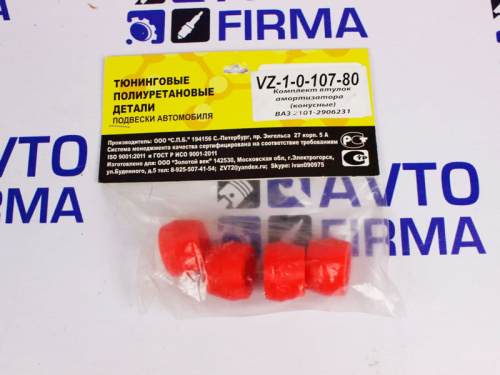 FIRMA
VZ-1-0-107-80
Комплект втулок
амортизатора
(конусные)
ВАЗ 2101-2906231
ТЮНИНГОВЫЕ
ПОЛИУРЕТАНОВЫЕ
ДЕТАЛИ
ПОДВЕСКИ АВТОМОБИЛЯ
Производитель: ООО "С.П.Б." 194156 С.-Петербург, пр. Энгельса 27 корп. 5 А
Система менеджмента качества сертифицирована на соответствие требованиям
ISO 9001:2011 и ГОСТ Р ИСО 9001-2011
Изготовлено для: ООО "Золотой век" 142530, Московская обл., г.Электрогорск,
ул.Буденного, д.5 тел: 8-925-507-41-54; ZV72@yandex.ru; Skype: ivan090975
AVTO
FIRMA
AVTO
FIRMA